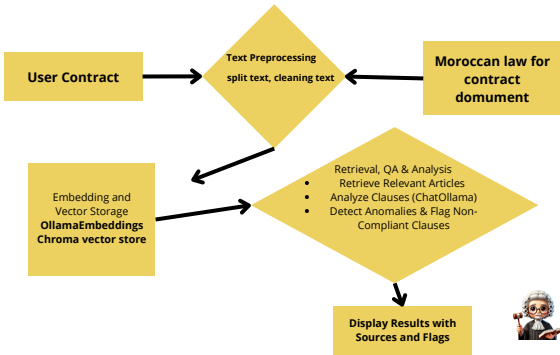 Text Preprocessing
split text, cleaning text
User Contract
Moroccan law for
contract
domument
Embedding and
Vector Storage
OllamaEmbeddings
Chroma vector store
Retrieval, QA & Analysis
• Retrieve Relevant Articles
• Analyze Clauses (ChatOllama)
• Detect Anomalies & Flag Non-
Compliant Clauses
Display Results with
Sources and Flags